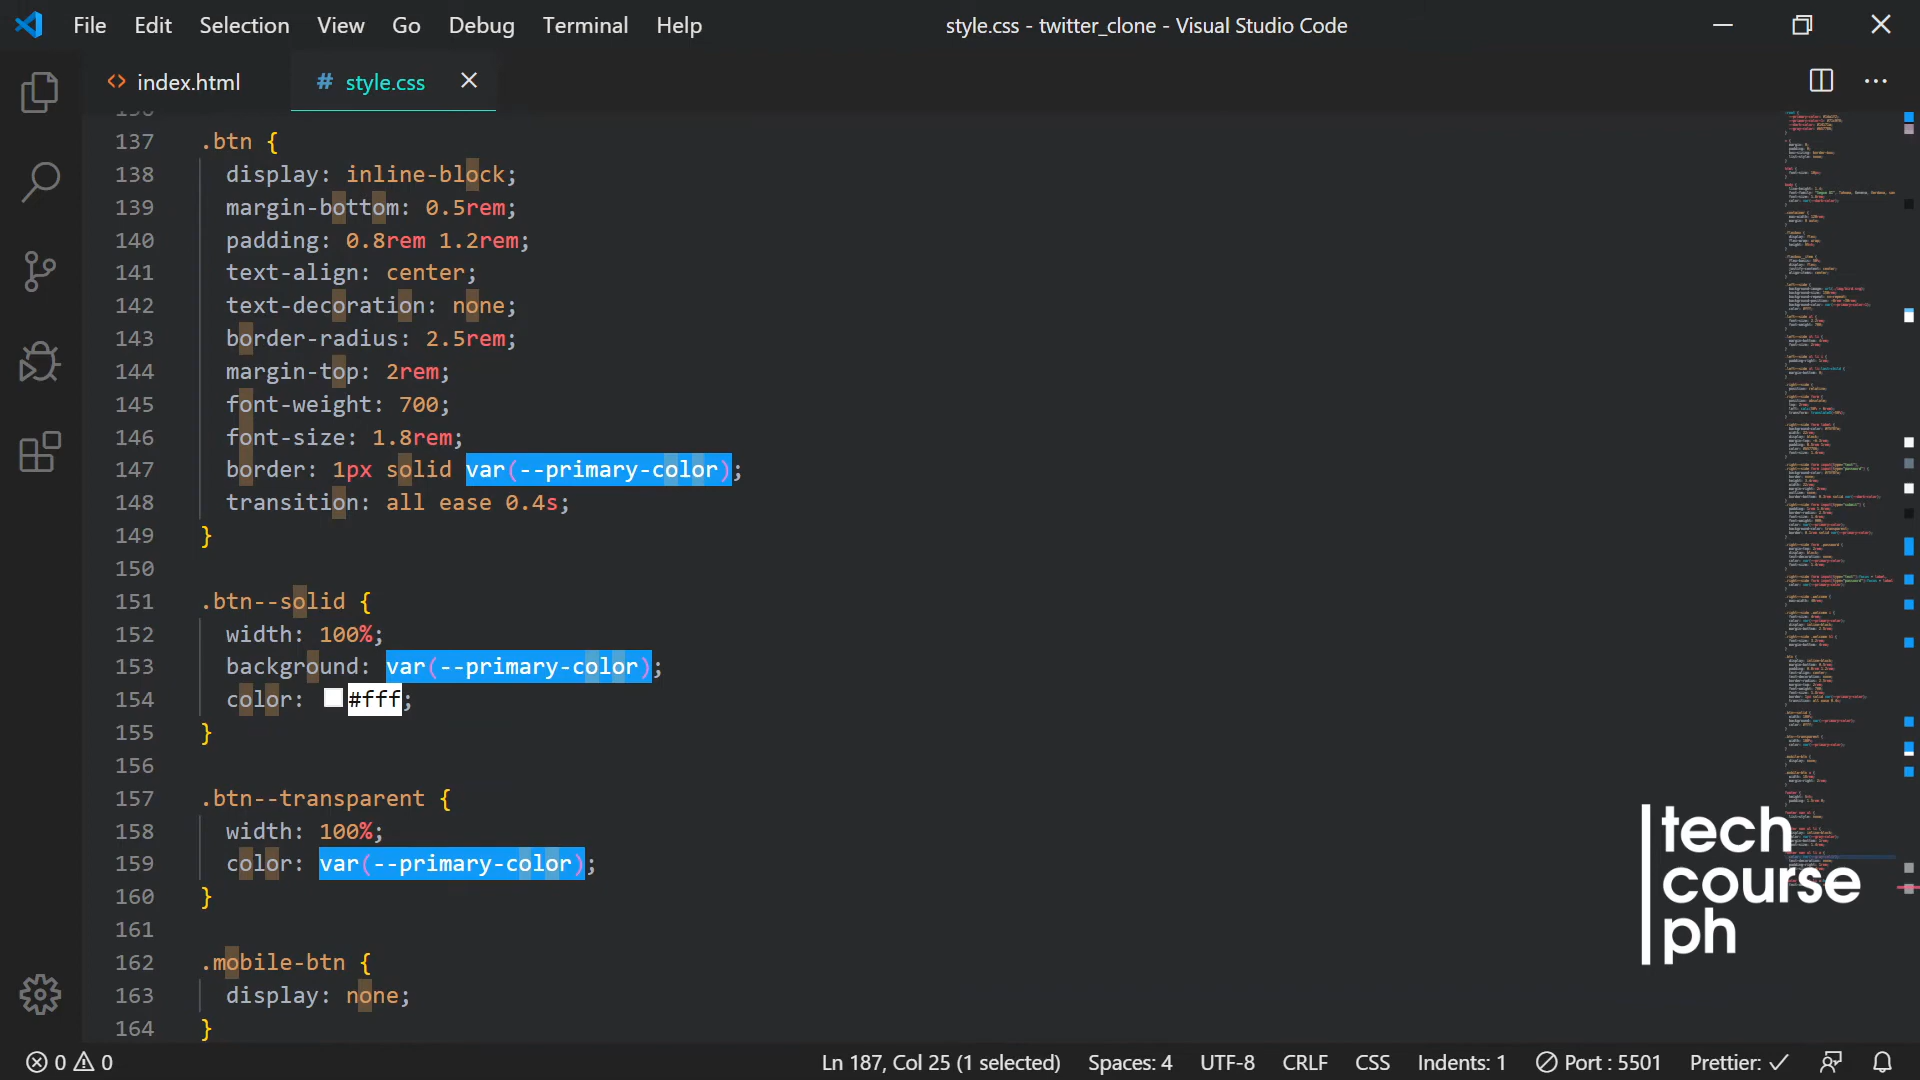 File Edit Selection View Go Debug Terminal Help style.css - twitter_clone - Visual Studio Code
<> index.html # style.css
137 .btn {
138 display: inline-block;
139 margin-bottom: 0.5rem;
140 padding: 0.8rem 1.2rem;
141 text-align: center;
142 text-decoration: none;
143 border-radius: 2.5rem;
144 margin-top: 2rem;
145 font-weight: 700;
146 font-size: 1.8rem;
147 border: 1px solid var(--primary-color);
148 transition: all ease 0.4s;
149 }
150
151 .btn--solid {
152 width: 100%;
153 background: var(--primary-color);
154 color: #fff;
155 }
156
157 .btn--transparent {
158 width: 100%;
159 color: var(--primary-color);
160 }
161
162 .mobile-btn {
163 display: none;
164 }
tech
course
ph
0 0 Ln 187, Col 25 (1 selected) Spaces: 4 UTF-8 CRLF CSS Indents: 1 Port : 5501 Prettier: ✓